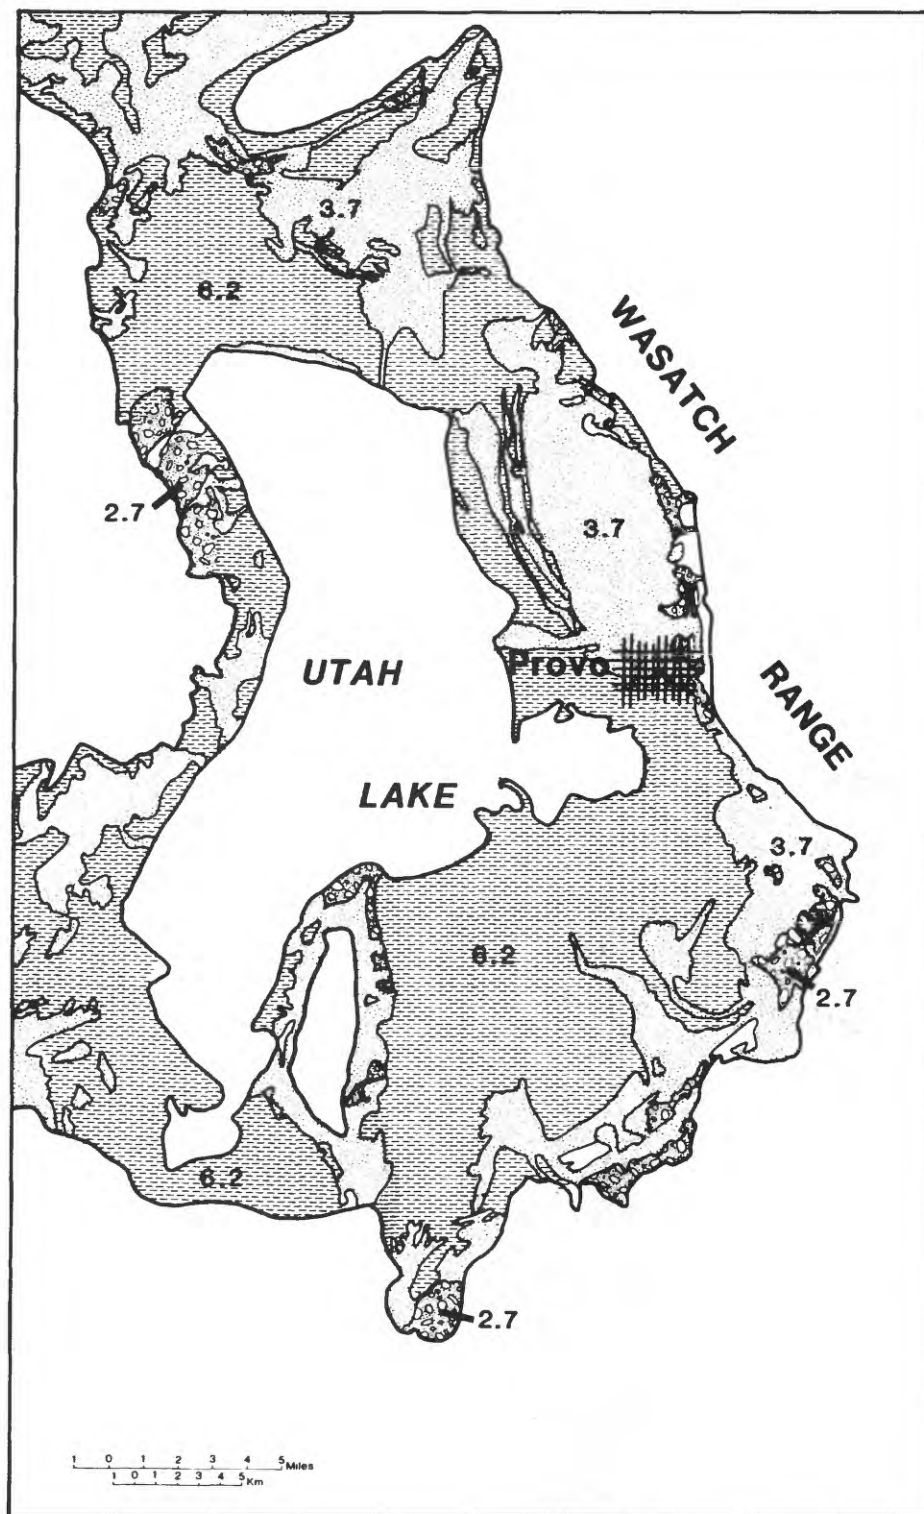 3.7
6.2
WASATCH
2.7
3.7
Provo
UTAH
RANGE
LAKE
3.7
6.2
2.7
6.2
2.7
1 0 1 2 3 4 5 Miles
1 0 1 2 3 4 5 Km